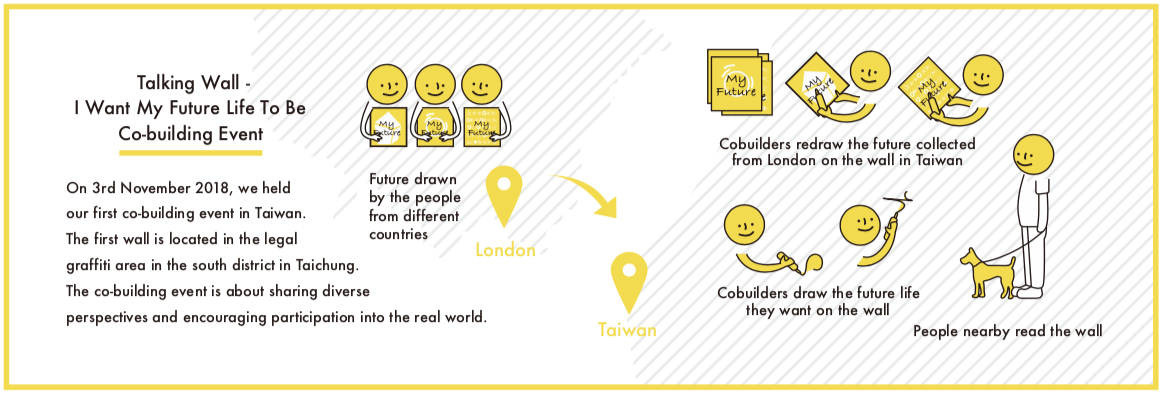 Talking Wall -
I Want My Future Life To Be
Co-building Event
On 3rd November 2018, we held
our first co-building event in Taiwan.
The first wall is located in the legal
graffiti area in the south district in Taichung.
The co-building event is about sharing diverse
perspectives and encouraging participation into the real world.
My
Future
My
Future
My
Future
Future drawn
by the people
from different
countries
London
Taiwan
My
Future
My
Future
My
Future
Cobuilders redraw the future collected
from London on the wall in Taiwan
Cobuilders draw the future life
they want on the wall
People nearby read the wall